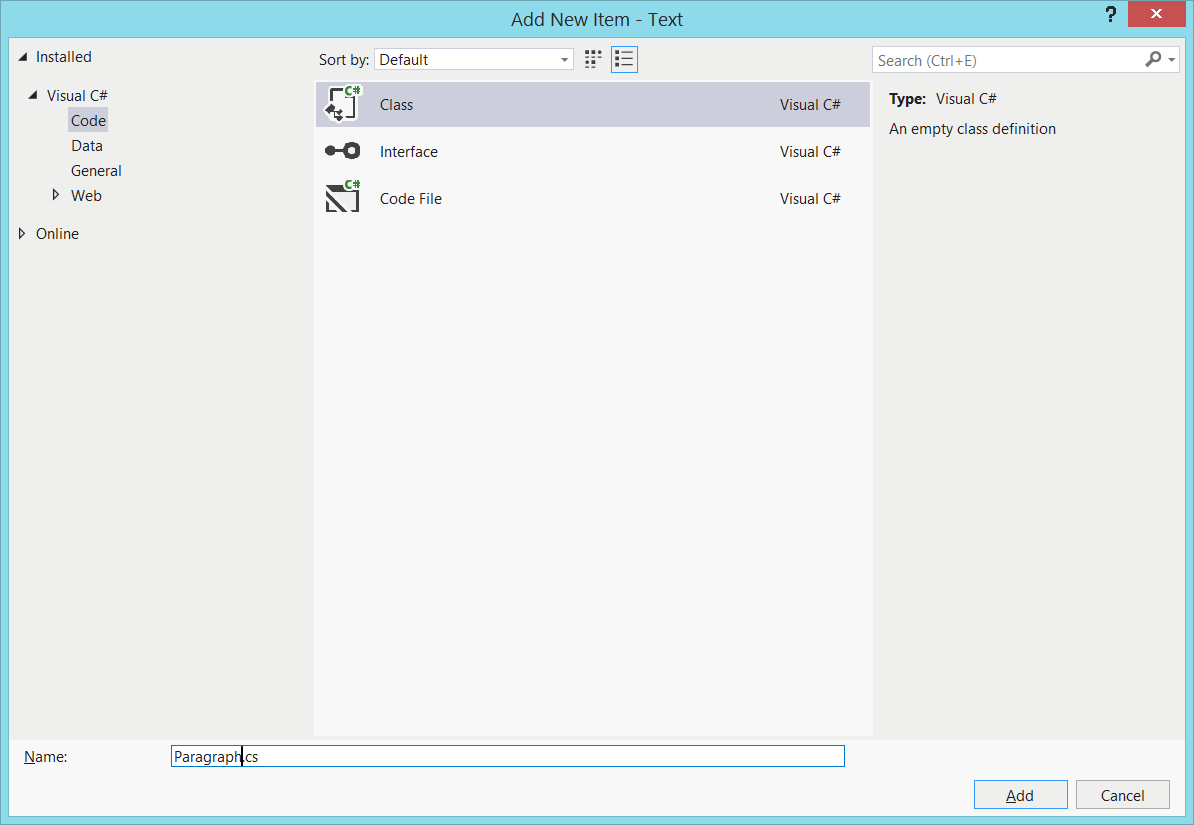 Add New Item - Text
?
Installed
Sort by: Default
Search (Ctrl+E)
Visual C#
Code
Data
General
Web
Online
C# Class Visual C#
Interface Visual C#
C# Code File Visual C#
Type: Visual C#
An empty class definition
Name: Paragraph.cs
Add Cancel